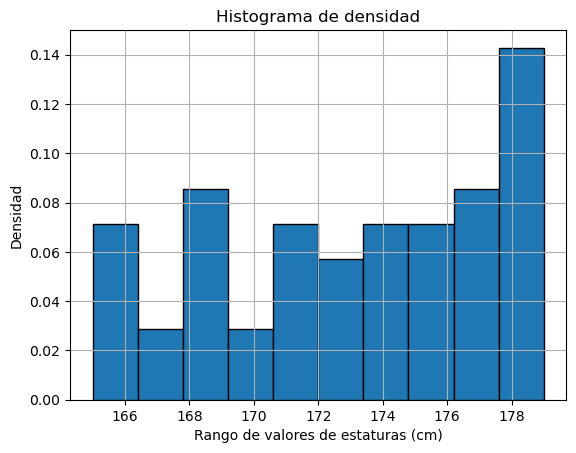 Histograma de densidad
0.14
0.12
0.10
0.08
0.06
0.04
0.02
0.00
Densidad
166 168 170 172 174 176 178
Rango de valores de estaturas (cm)